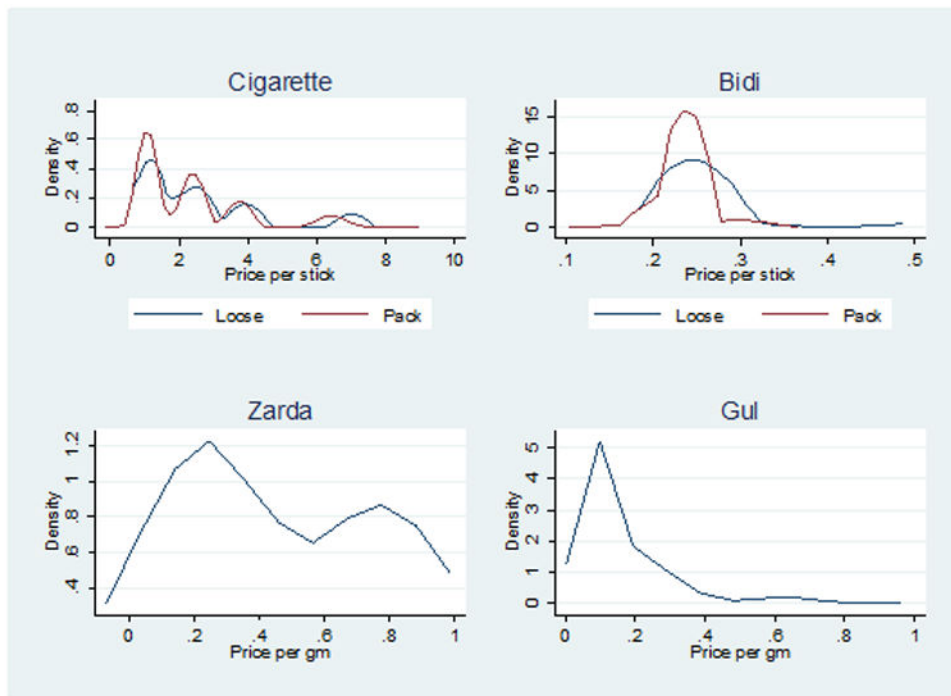 Cigarette
Density
0 .2 .4 .6 .8
0 2 4 6 8 10
Price per stick
Loose Pack
Bidi
Density
0 5 10 15
.1 .2 .3 .4 .5
Price per stick
Loose Pack
Zarda
Density
.4 .6 .8 1 1.2
0 .2 .4 .6 .8 1
Price per gm
Gul
Density
0 1 2 3 4 5
0 .2 .4 .6 .8 1
Price per gm